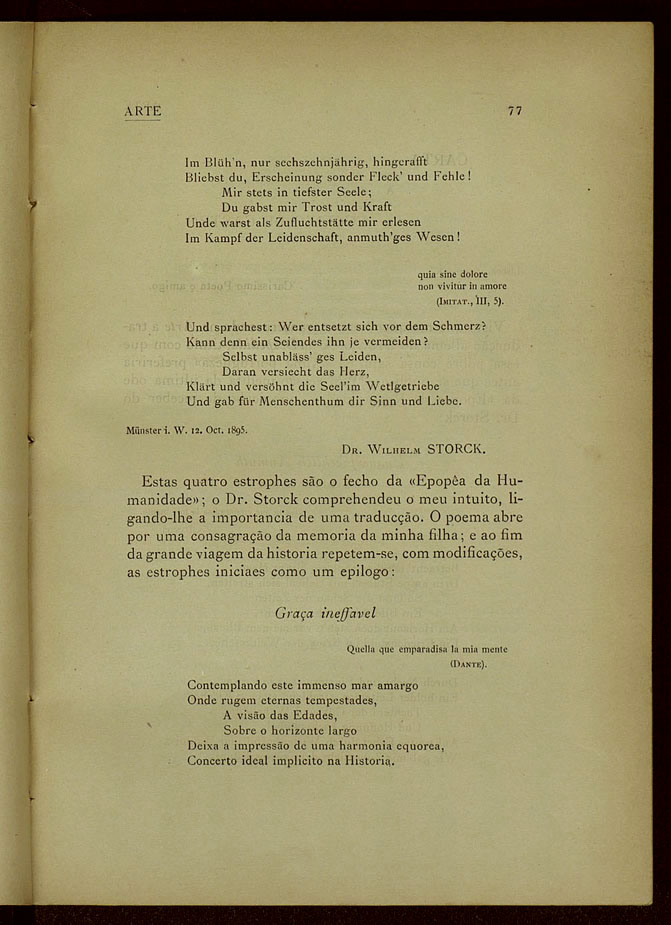 ARTE 77
Im Blüh'n, nur sechszehnjährig, hingerafft
Bliebst du, Erscheinung sonder Fleck' und Fehle!
Mir stets in tiefster Seele;
Du gabst mir Trost und Kraft
Unde warst als Zufluchtstätte mir erlesen
Im Kampf der Leidenschaft, anmuth'ges Wesen!
quia sine dolore
non vivitur in amore
(IMITAT., III, 5).
Und sprachest: Wer entsetzt sich vor dem Schmerz?
Kann denn ein Seiendes ihn je vermeiden?
Selbst unabläss' ges Leiden,
Daran versiecht das Herz,
Klärt und versöhnt die Seel'im Wetlgetriebe
Und gab für Menschenthum dir Sinn und Liebe.
Münster i. W. 12. Oct. 1895.
DR. WILHELM STORCK.
Estas quatro estrophes são o fecho da «Epopêa da Hu-
manidade»; o Dr. Storck comprehendeu o meu intuito, li-
gando-lhe a importancia de uma traducção. O poema abre
por uma consagração da memoria da minha filha; e ao fim
da grande viagem da historia repetem-se, com modificações,
as estrophes iniciaes como um epilogo:
Graça ineffavel
Quella que emparadisa la mia mente
(DANTE).
Contemplando este immenso mar amargo
Onde rugem eternas tempestades,
A visão das Edades,
Sobre o horizonte largo
Deixa a impressão de uma harmonia equorea,
Concerto ideal implicito na Historia.